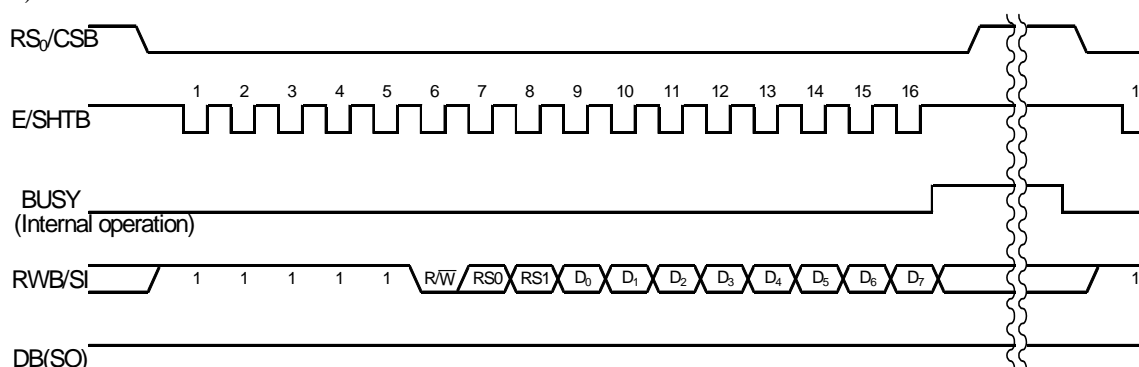 )
RS₀/CSB
1 2 3 4 5 6 7 8 9 10 11 12 13 14 15 16 1
E/SHTB
BUSY
(Internal operation)
RWB/SI 1 1 1 1 1 R/W̅ RS0 RS1 D₀ D₁ D₂ D₃ D₄ D₅ D₆ D₇ 1
DB(SO)